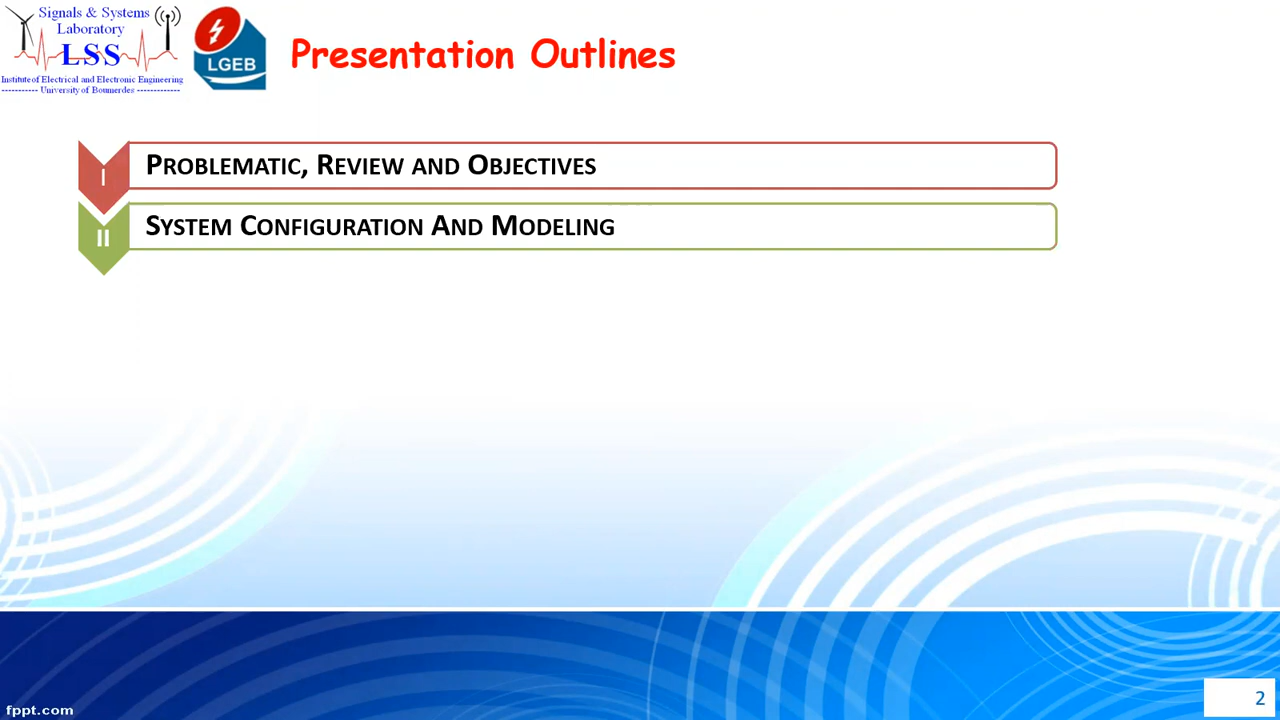 Signals & Systems
Laboratory
LSS
Institute of Electrical and Electronic Engineering
----------- University of Boumerdes -------------
LGEB
Presentation Outlines
I
PROBLEMATIC, REVIEW AND OBJECTIVES
II
SYSTEM CONFIGURATION AND MODELING
fppt.com
2